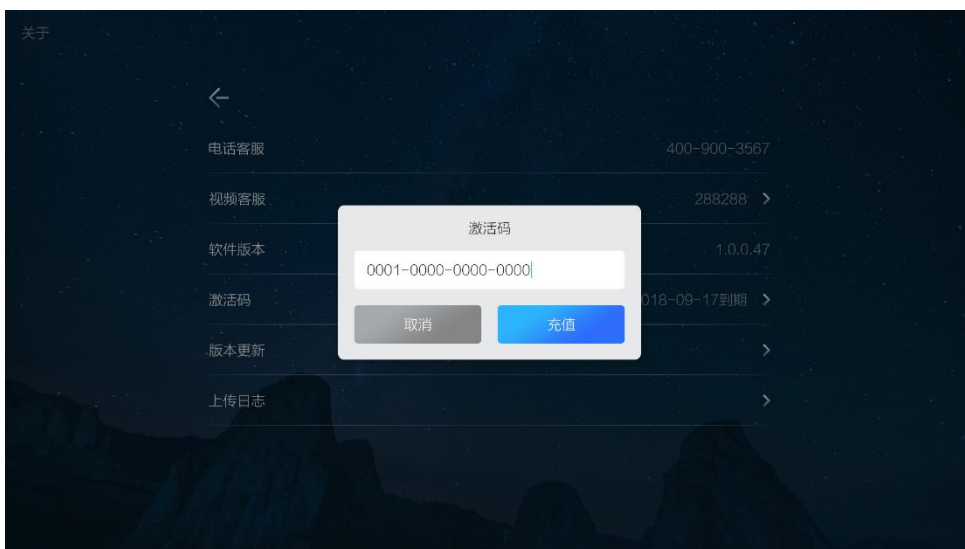 关于
电话客服 400-900-3567
视频客服 288288
激活码
软件版本 1.0.0.47
0001-0000-0000-0000
激活码 018-09-17到期
取消 充值
版本更新
上传日志